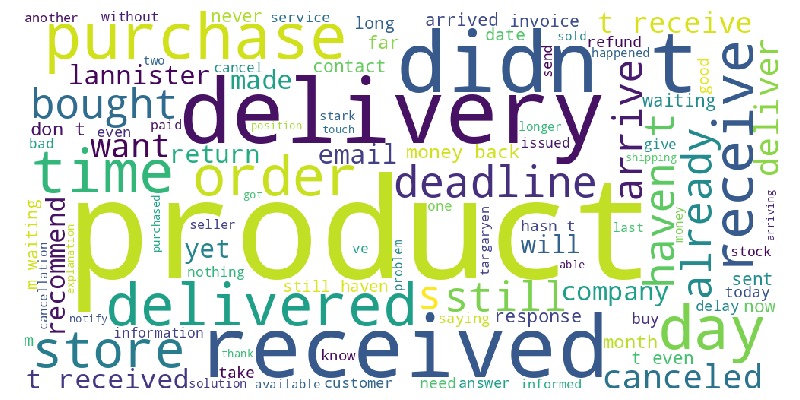 another without never service long arrived invoice t receive
purchase far date sold refund
two cancel contact didn t send happened good
lannister made
bought delivery waiting
don t even paid position stark touch longer issued give
bad want return email money back shipping
time order deadline arrive haven t already receive deliver
product
m waiting recommend cancellation explanation purchased got seller one targaryen hasn t last money arriving
yet ve problem will able stock
nothing still haven company sent today
delivered s still delay now
notify information saying response buy day
m store received month t even
thank know
t received solution take available customer need answer informed canceled